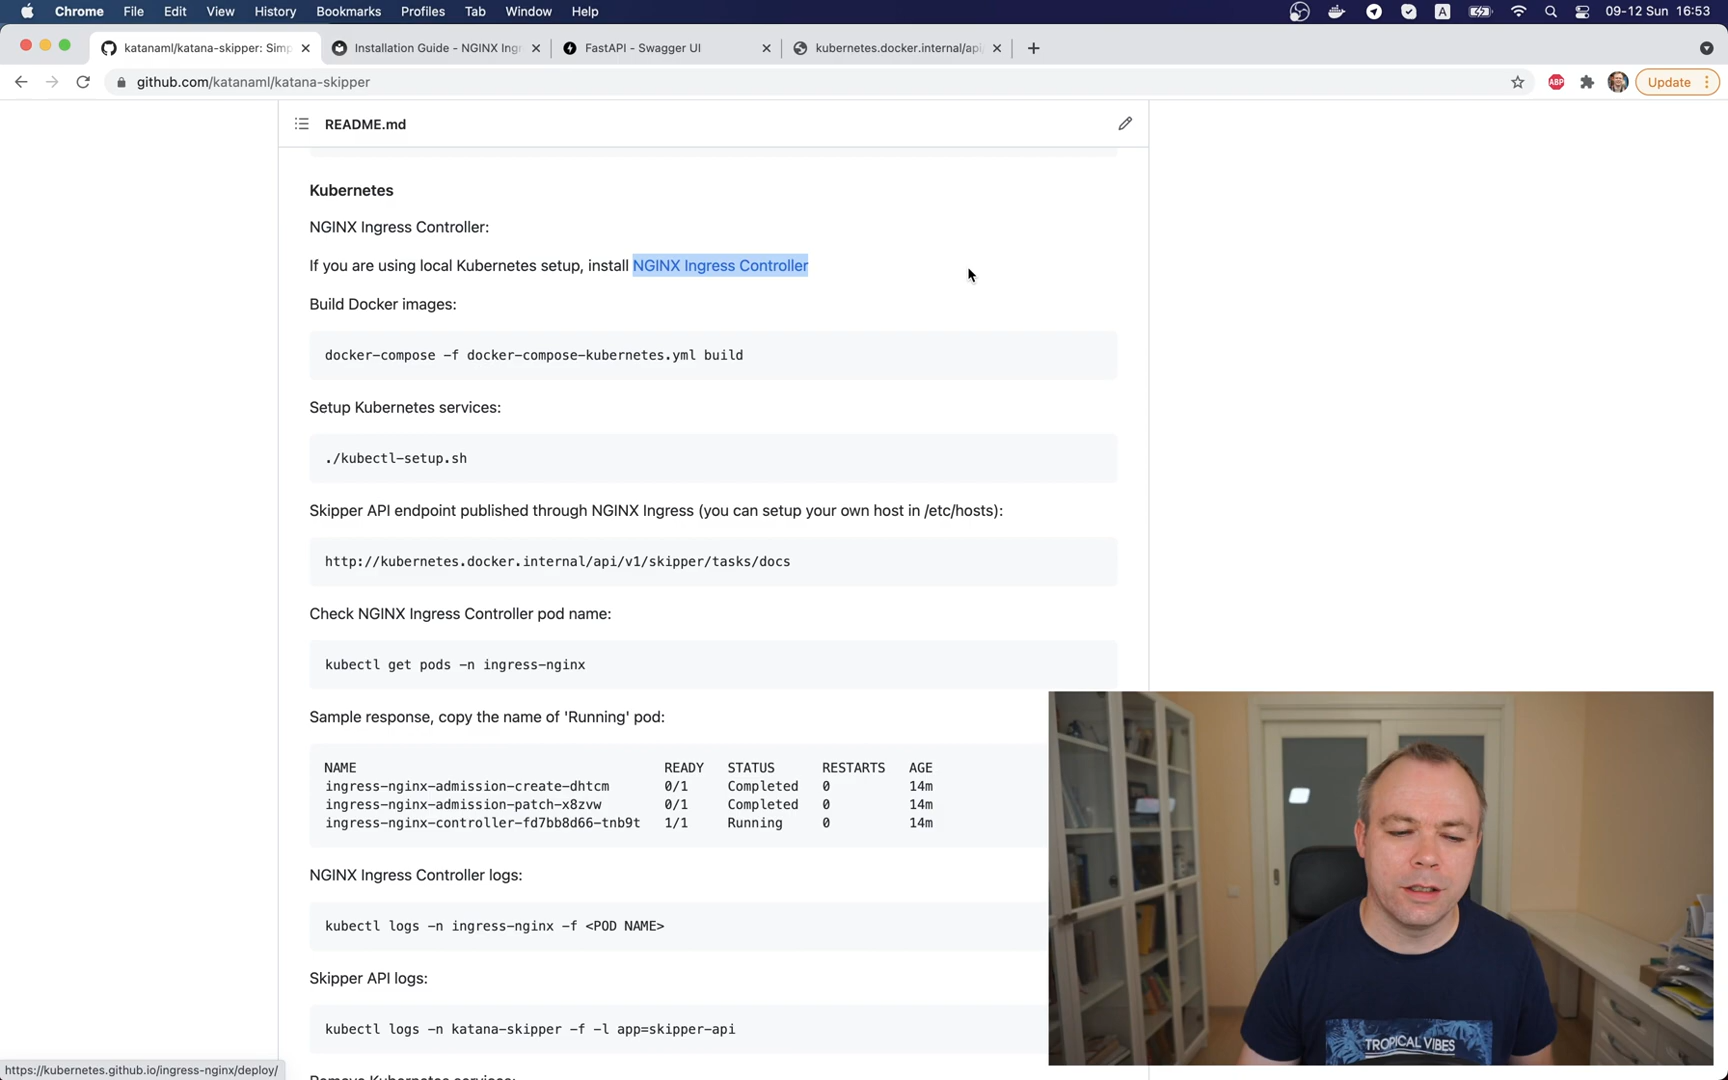 Chrome File Edit View History Bookmarks Profiles Tab Window Help
A
09-12 Sun 16:53
katanaml/katana-skipper: Simp
Installation Guide - NGINX Ing
FastAPI - Swagger UI
kubernetes.docker.internal/api
github.com/katanaml/katana-skipper
ABP
Update
README.md
Kubernetes
NGINX Ingress Controller:
If you are using local Kubernetes setup, install NGINX Ingress Controller
Build Docker images:
docker-compose -f docker-compose-kubernetes.yml build
Setup Kubernetes services:
./kubectl-setup.sh
Skipper API endpoint published through NGINX Ingress (you can setup your own host in /etc/hosts):
http://kubernetes.docker.internal/api/v1/skipper/tasks/docs
Check NGINX Ingress Controller pod name:
kubectl get pods -n ingress-nginx
Sample response, copy the name of 'Running' pod:
NAME READY STATUS RESTARTS AGE
ingress-nginx-admission-create-dhtcm 0/1 Completed 0 14m
ingress-nginx-admission-patch-x8zvw 0/1 Completed 0 14m
ingress-nginx-controller-fd7bb8d66-tnb9t 1/1 Running 0 14m
NGINX Ingress Controller logs:
kubectl logs -n ingress-nginx -f <POD NAME>
Skipper API logs:
kubectl logs -n katana-skipper -f -l app=skipper-api
Remove Kubernetes services:
https://kubernetes.github.io/ingress-nginx/deploy/
TROPICAL VIBES